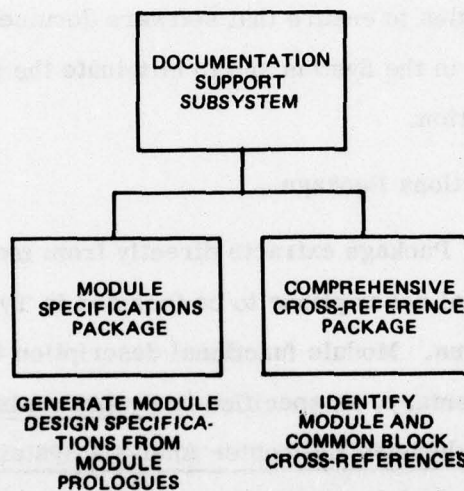 DOCUMENTATION
SUPPORT
SUBSYSTEM
MODULE
SPECIFICATIONS
PACKAGE
COMPREHENSIVE
CROSS-REFERENCE
PACKAGE
GENERATE MODULE
DESIGN SPECIFICA-
TIONS FROM
MODULE
PROLOGUES
IDENTIFY
MODULE AND
COMMON BLOCK
CROSS-REFERENCES